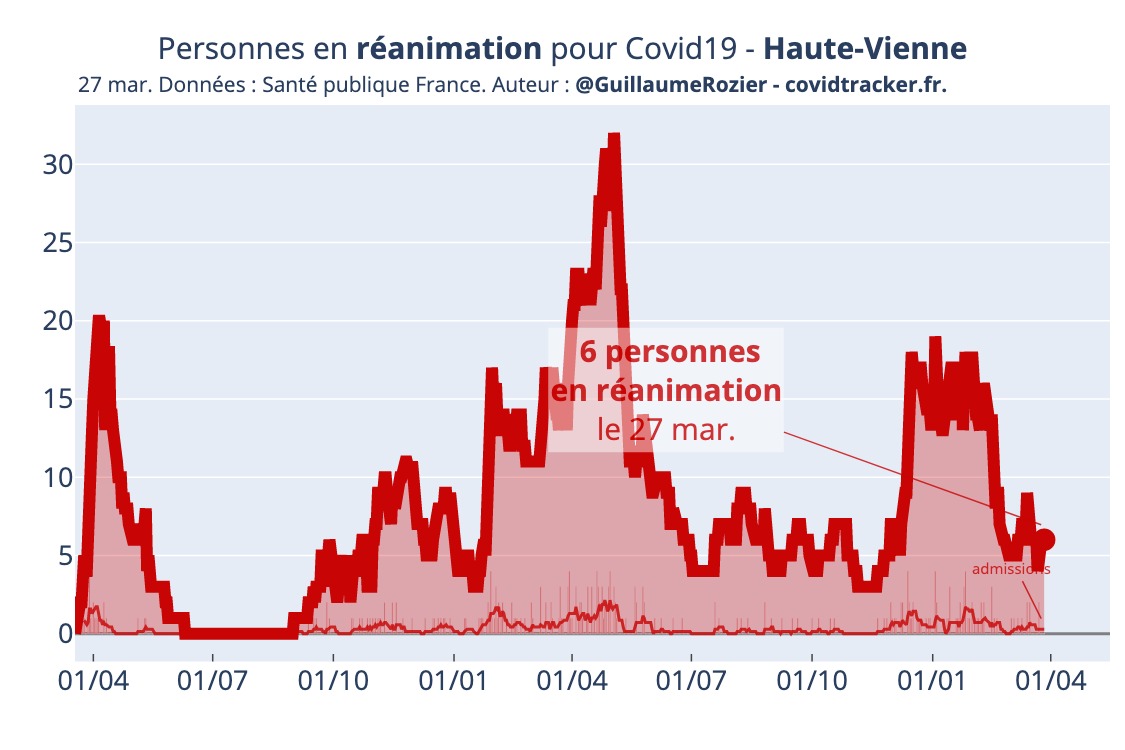 Personnes en réanimation pour Covid19 - Haute-Vienne
27 mar. Données : Santé publique France. Auteur : @GuillaumeRozier - covidtracker.fr.
30
25
20
15
10
5
0
6 personnes
en réanimation
le 27 mar.
admissions
01/04 01/07 01/10 01/01 01/04 01/07 01/10 01/01 01/04